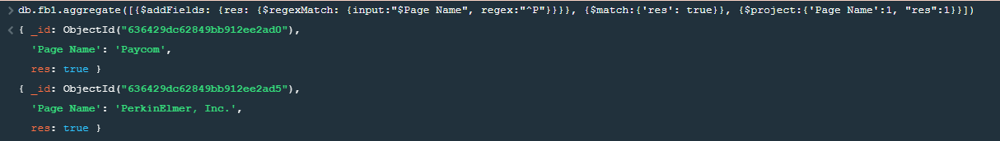 > db.fb1.aggregate([{$addFields: {res: {$regexMatch: {input:"$Page Name", regex:"^P"}}}}, {$match:{'res': true}}, {$project:{'Page Name':1, "res":1}}])
< { _id: ObjectId("636429dc62849bb912ee2ad0"),
'Page Name': 'Paycom',
res: true }
{ _id: ObjectId("636429dc62849bb912ee2ad5"),
'Page Name': 'PerkinElmer, Inc.',
res: true }